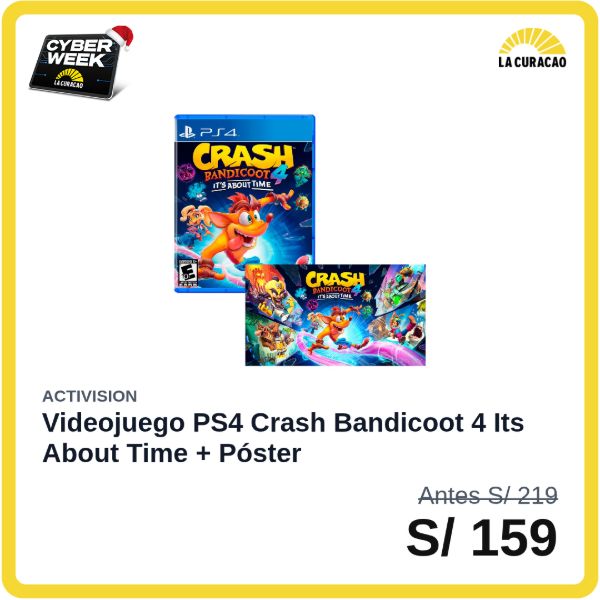 CYBER
WEEK
LA CURACAO
LA CURACAO
PS4
CRASH
BANDICOOT 4
IT'S ABOUT TIME
E
CRASH
BANDICOOT 4
IT'S ABOUT TIME
ACTIVISION
Videojuego PS4 Crash Bandicoot 4 Its
About Time + Póster
Antes S/ 219
S/ 159